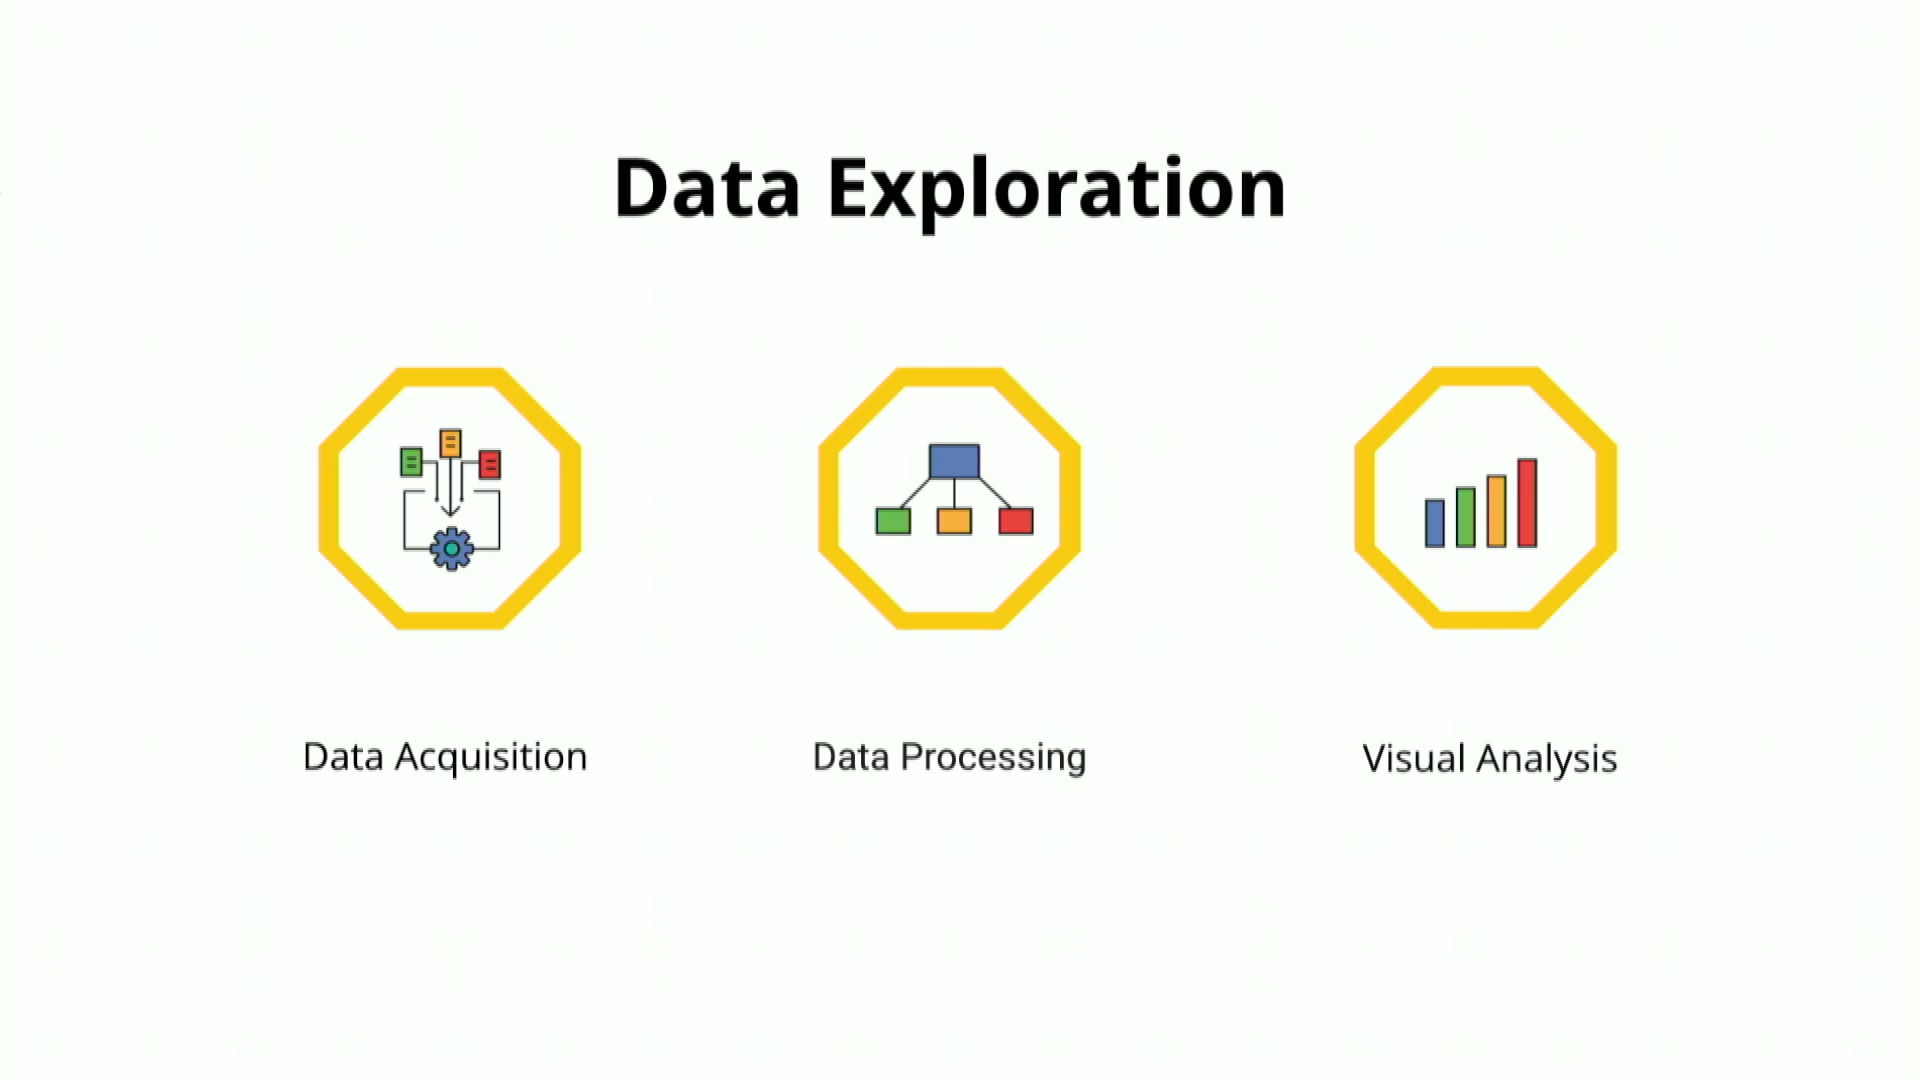 Data Exploration
Data Acquisition
Data Processing
Visual Analysis